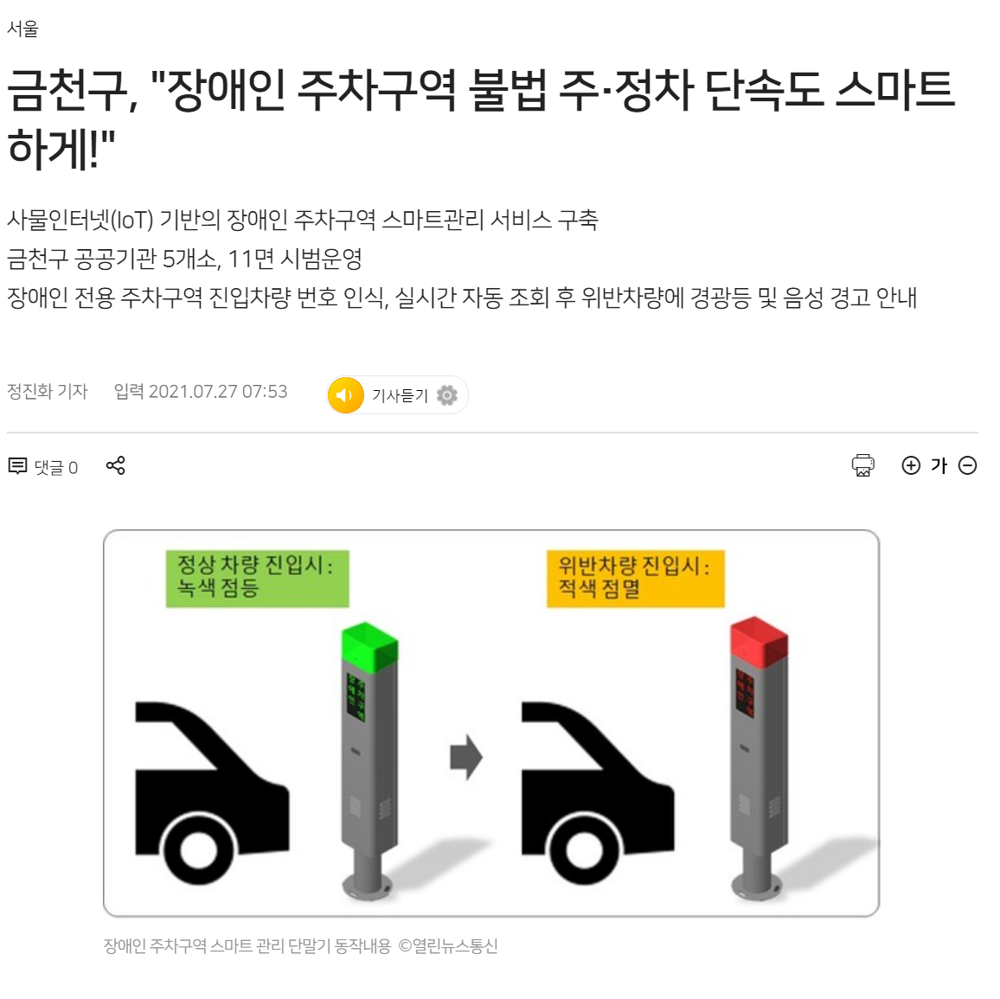 서울
금천구, "장애인 주차구역 불법 주·정차 단속도 스마트
하게!"
사물인터넷(IoT) 기반의 장애인 주차구역 스마트관리 서비스 구축
금천구 공공기관 5개소, 11면 시범운영
장애인 전용 주차구역 진입차량 번호 인식, 실시간 자동 조회 후 위반차량에 경광등 및 음성 경고 안내
정진화 기자 입력 2021.07.27 07:53 기사듣기
댓글 0 가
정상 차량 진입시 :
녹색 점등
위반차량 진입시 :
적색 점멸
장애인 주차구역 스마트 관리 단말기 동작내용 ©열린뉴스통신